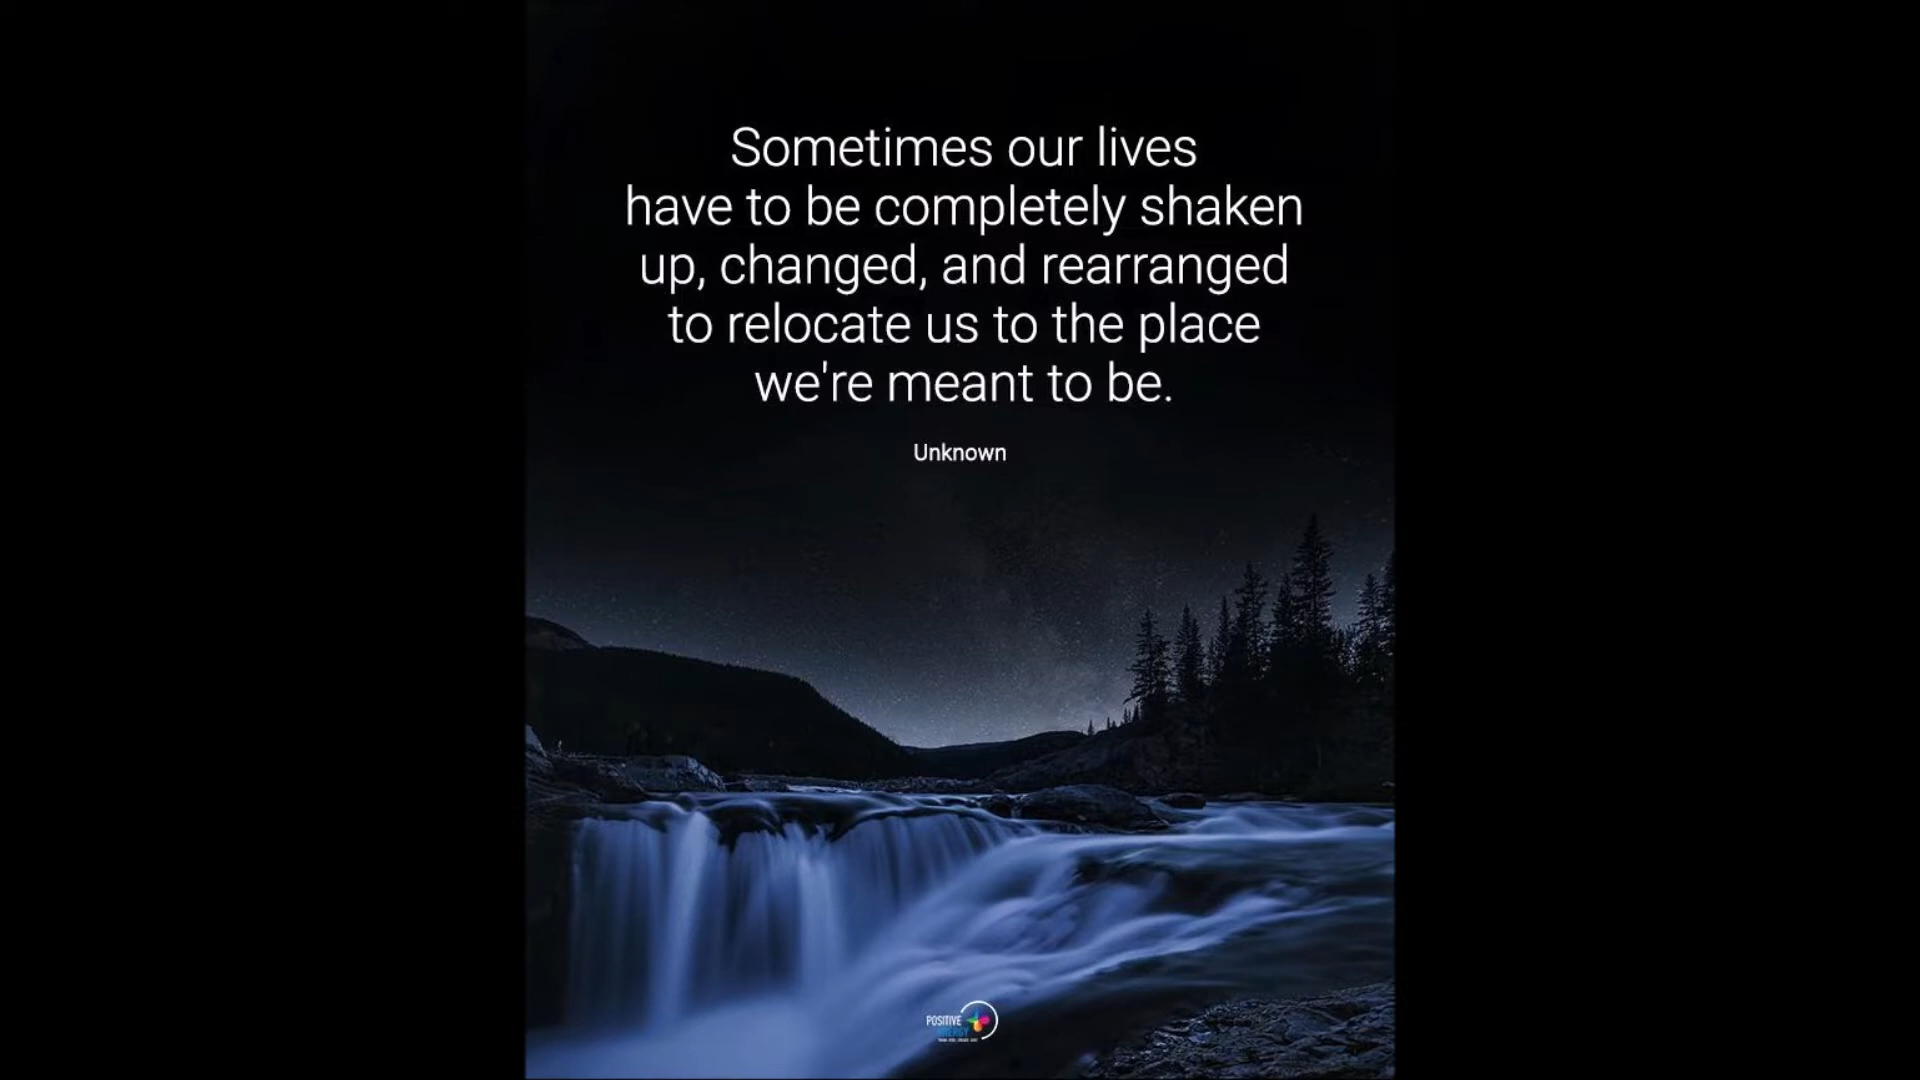 Sometimes our lives
have to be completely shaken
up, changed, and rearranged
to relocate us to the place
we're meant to be.
Unknown
POSITIVE
ENERGY